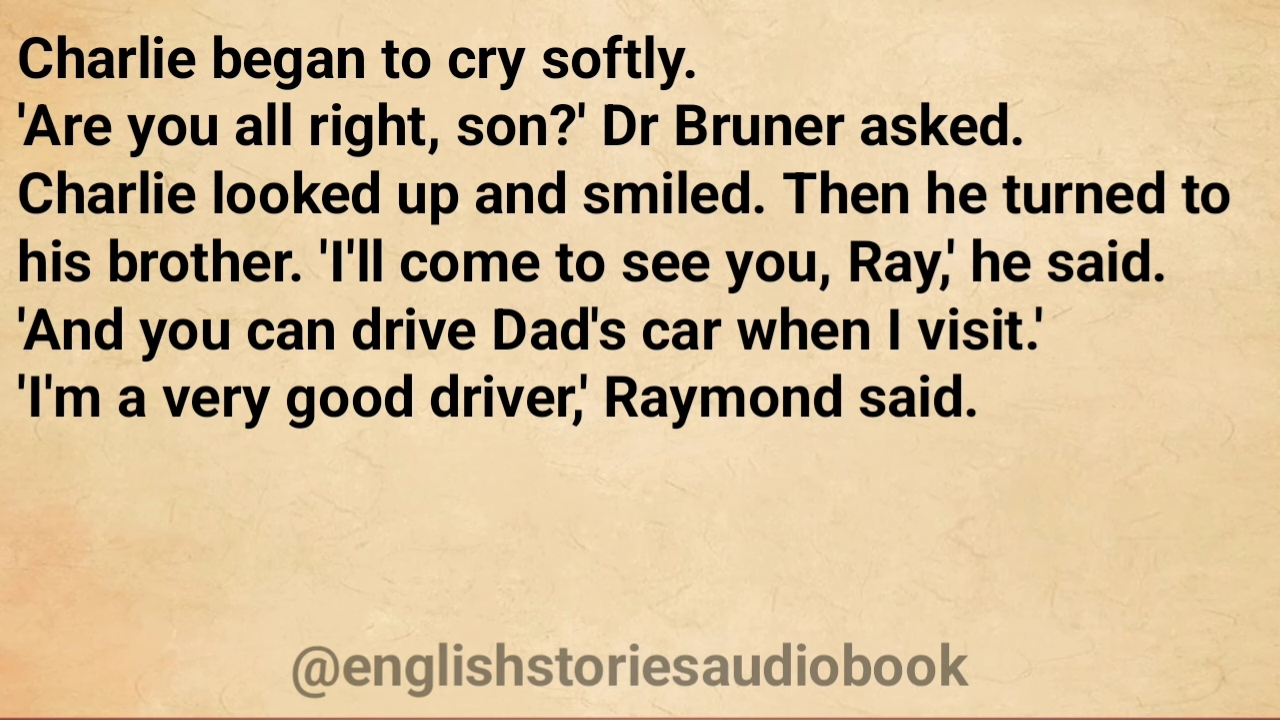 Charlie began to cry softly.
'Are you all right, son?' Dr Bruner asked.
Charlie looked up and smiled. Then he turned to
his brother. 'I'll come to see you, Ray,' he said.
'And you can drive Dad's car when I visit.'
'I'm a very good driver,' Raymond said.
@englishstoriesaudiobook